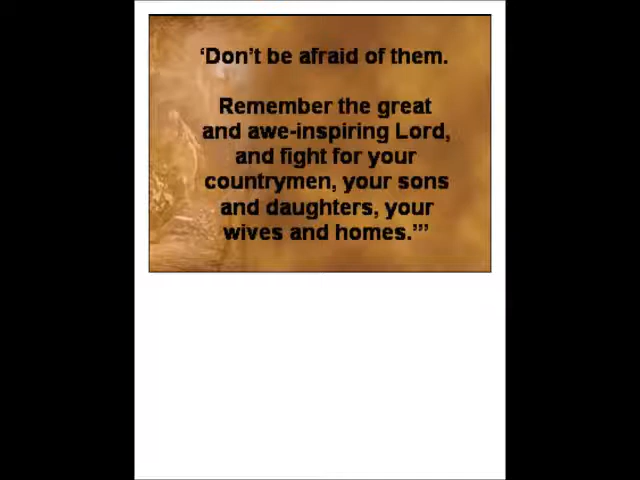 ‘Don’t be afraid of them.
Remember the great
and awe-inspiring Lord,
and fight for your
countrymen, your sons
and daughters, your
wives and homes.’”